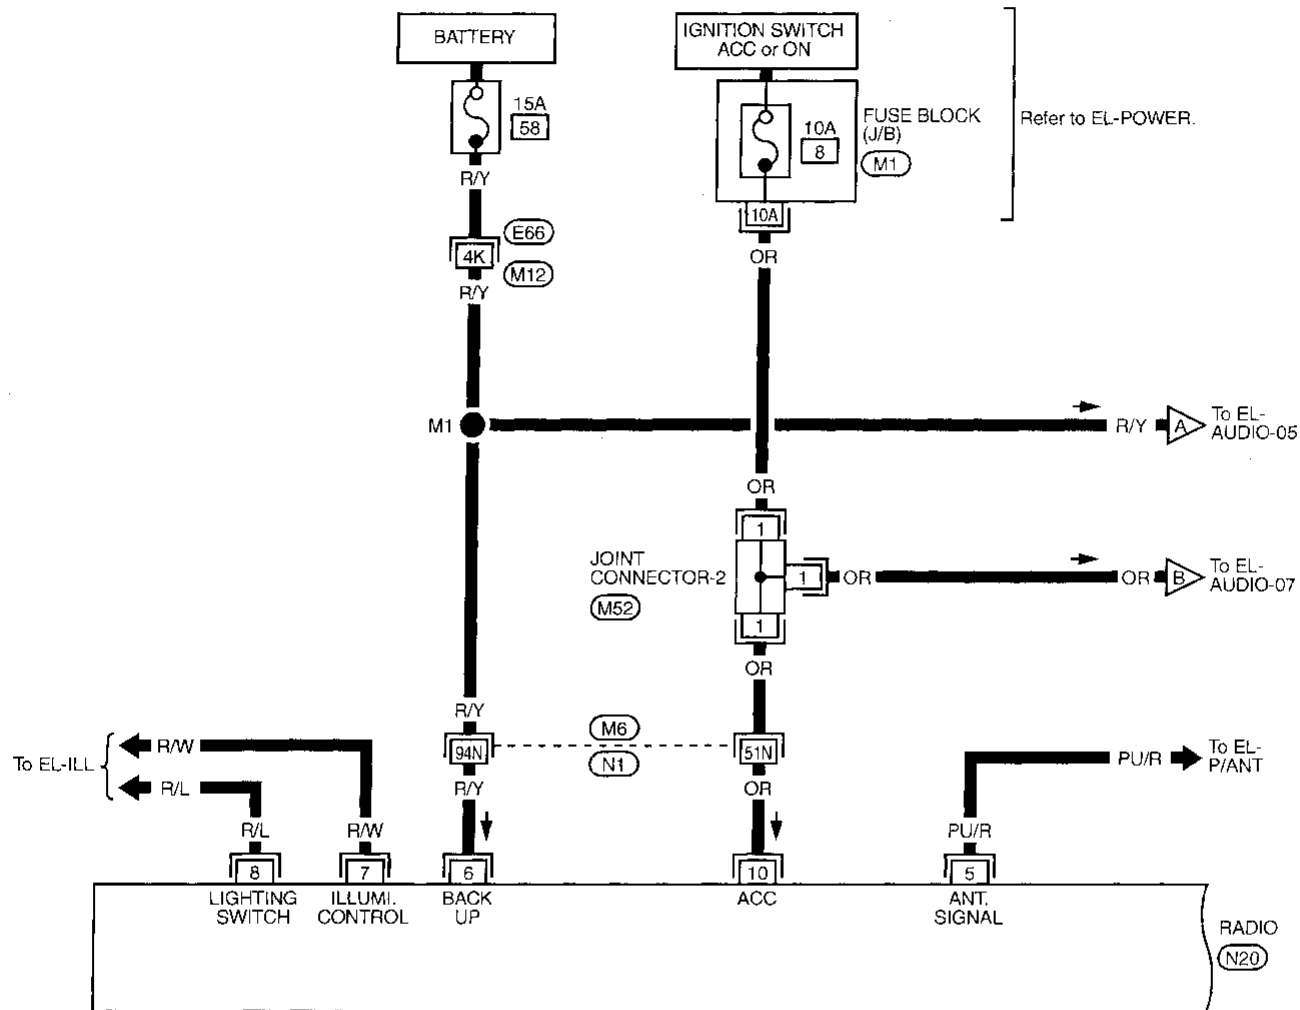 BATTERY
IGNITION SWITCH
ACC or ON
15A
58
10A
8
FUSE BLOCK
(J/B)
M1
Refer to EL-POWER.
R/Y
10A
E66
4K
M12
OR
R/Y
M1
R/Y
A
To EL-
AUDIO-05
OR
1
JOINT
CONNECTOR-2
M52
1
OR
OR
B
To EL-
AUDIO-07
1
OR
R/Y
M6
94N
51N
N1
To EL-ILL
R/W
R/L
R/Y
OR
PU/R
To EL-
P/ANT
R/L
R/W
PU/R
8
7
6
10
5
LIGHTING
SWITCH
ILLUMI.
CONTROL
BACK
UP
ACC
ANT.
SIGNAL
RADIO
N20